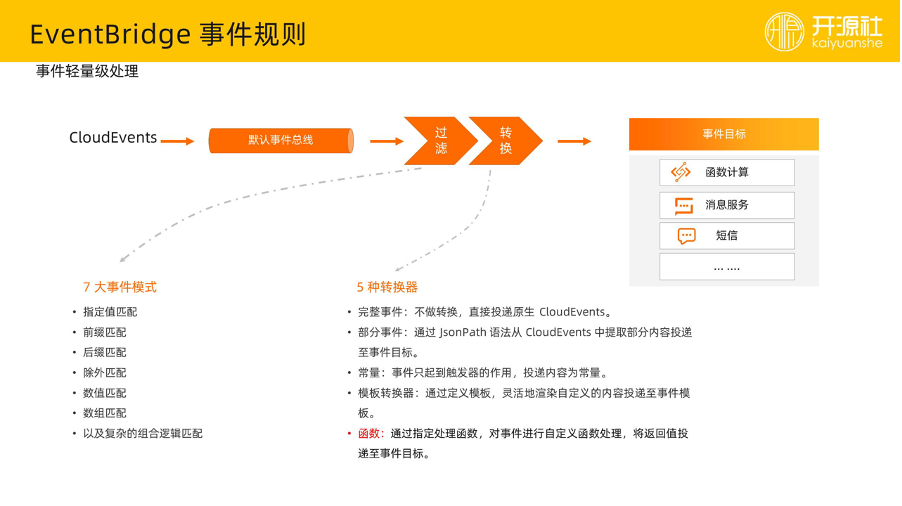 EventBridge 事件规则
开源社
kaiyuanshe
事件轻量级处理
CloudEvents
默认事件总线
过
滤
转
换
事件目标
函数计算
消息服务
短信
... ....
7 大事件模式
• 指定值匹配
• 前缀匹配
• 后缀匹配
• 除外匹配
• 数值匹配
• 数组匹配
• 以及复杂的组合逻辑匹配
5 种转换器
• 完整事件：不做转换，直接投递原生 CloudEvents。
• 部分事件：通过 JsonPath 语法从 CloudEvents 中提取部分内容投递
至事件目标。
• 常量：事件只起到触发器的作用，投递内容为常量。
• 模板转换器：通过定义模板，灵活地渲染自定义的内容投递至事件模
板。
• 函数：通过指定处理函数，对事件进行自定义函数处理，将返回值投
递至事件目标。